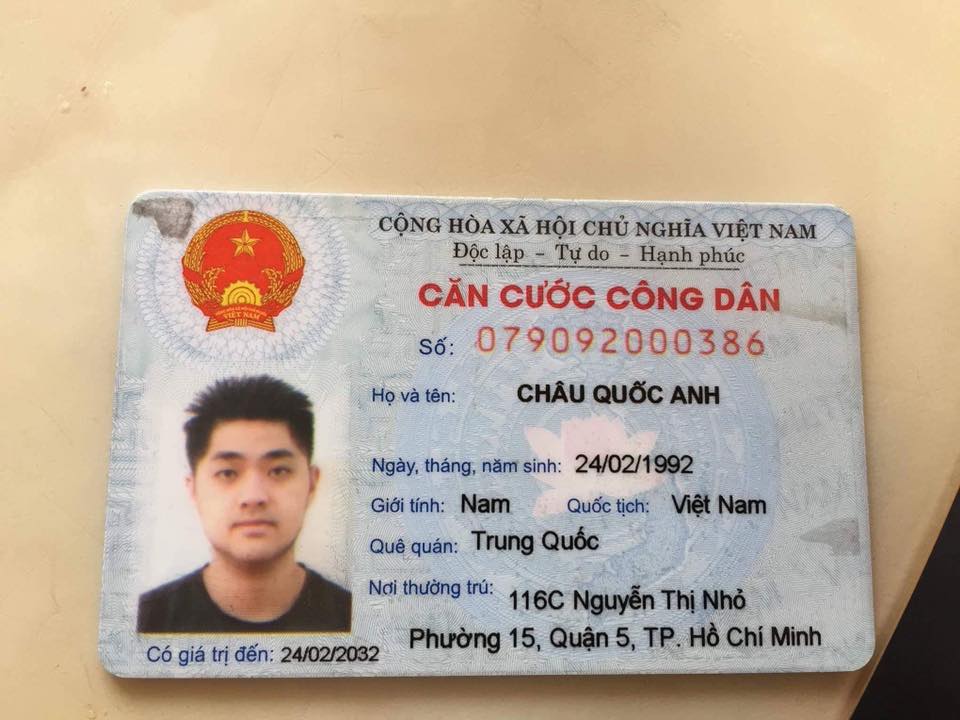 CỘNG HÒA XÃ HỘI CHỦ NGHĨA VIỆT NAM
Độc lập - Tự do - Hạnh phúc
CĂN CƯỚC CÔNG DÂN
Số: 079092000386
Họ và tên: CHÂU QUỐC ANH
Ngày, tháng, năm sinh: 24/02/1992
Giới tính: Nam Quốc tịch: Việt Nam
Quê quán: Trung Quốc
Nơi thường trú: 116C Nguyễn Thị Nhỏ
Phường 15, Quận 5, TP. Hồ Chí Minh
Có giá trị đến: 24/02/2032
VIỆT NAM